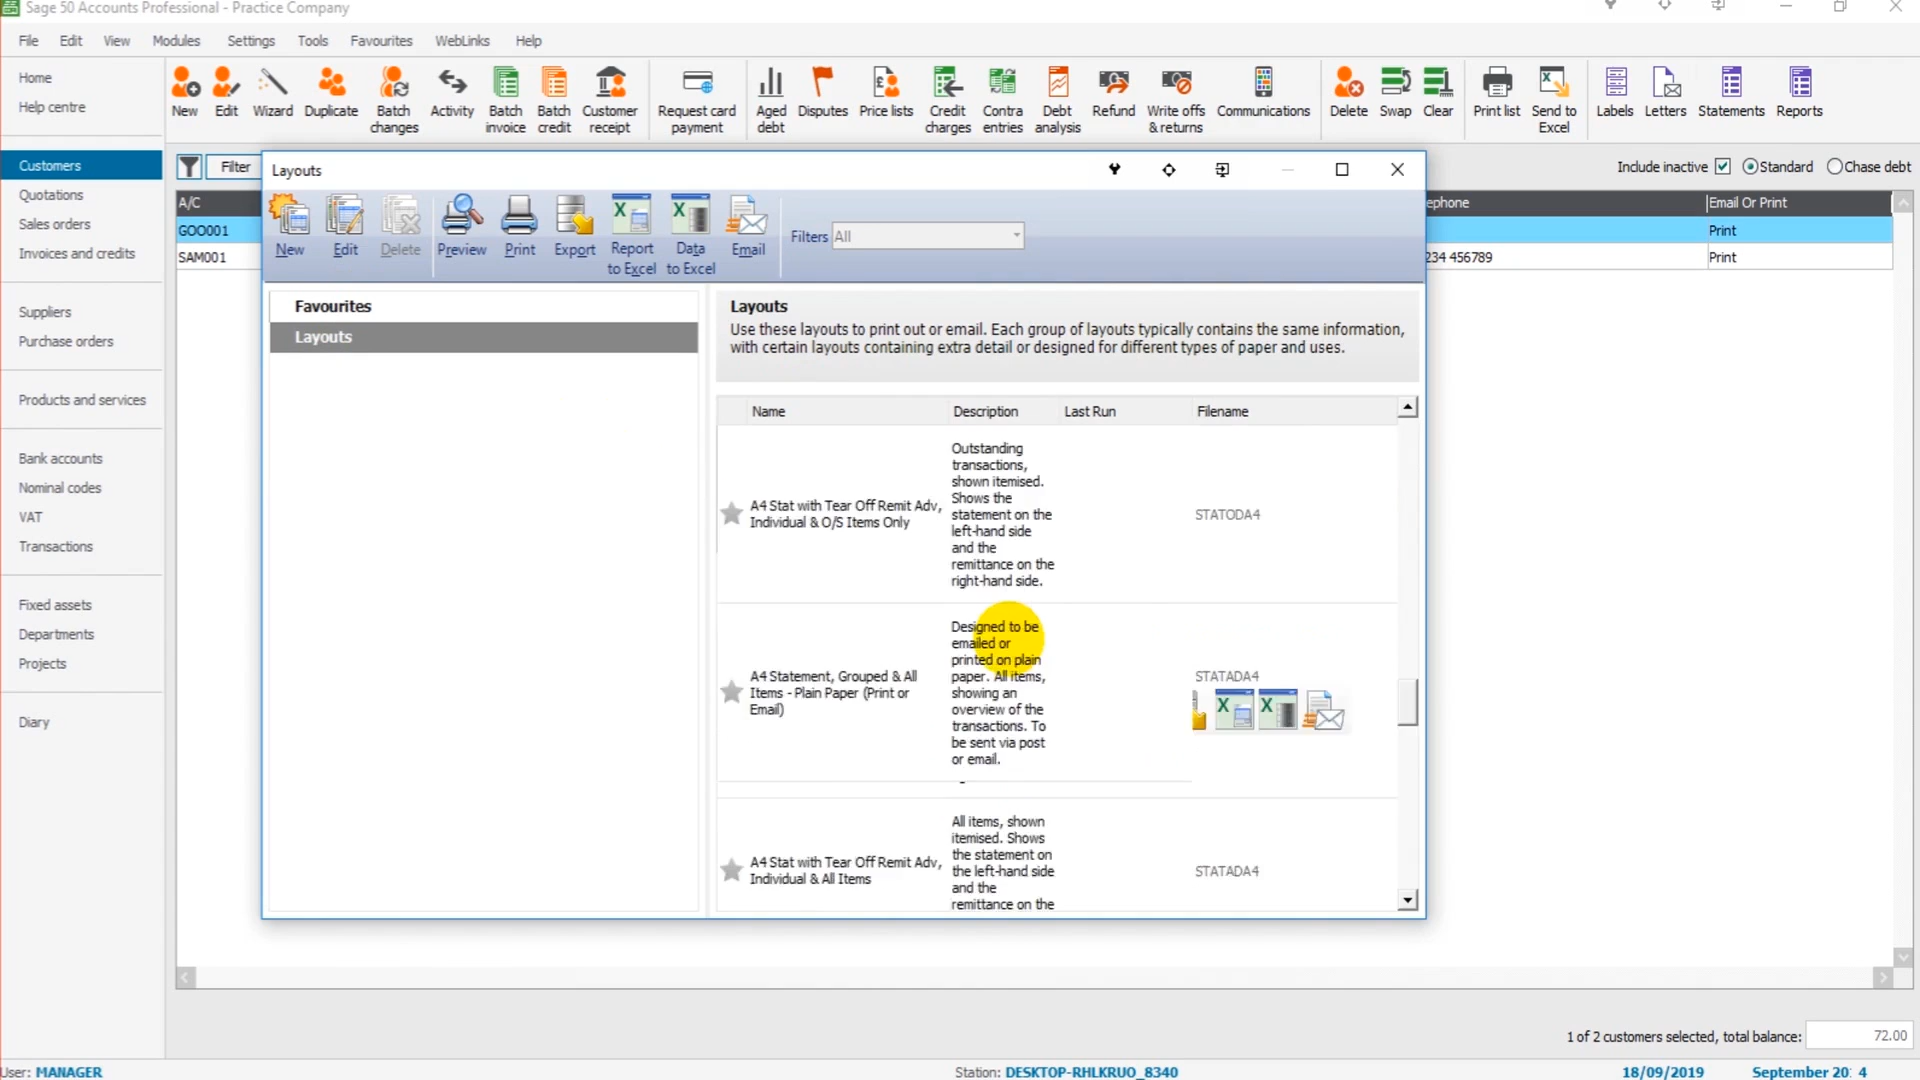 Sage 50 Accounts Professional - Practice Company
File Edit View Modules Settings Tools Favourites WebLinks Help
Home
Help centre
Customers
Quotations
Sales orders
Invoices and credits
Suppliers
Purchase orders
Products and services
Bank accounts
Nominal codes
VAT
Transactions
Fixed assets
Departments
Projects
Diary
New Edit Wizard Duplicate Batch changes Activity Batch invoice Batch credit Customer receipt Request card payment Aged debt Disputes Price lists Credit charges Contra entries Debt analysis Refund Write offs & returns Communications Delete Swap Clear Print list Send to Excel Labels Letters Statements Reports
Filter
Include inactive Standard Chase debt
A/C
GOO001
SAM001
ephone Email Or Print
Print
234 456789 Print
Layouts
New Edit Delete Preview Print Export Report to Excel Data to Excel Email
Filters All
Favourites
Layouts
Layouts
Use these layouts to print out or email. Each group of layouts typically contains the same information,
with certain layouts containing extra detail or designed for different types of paper and uses.
Name Description Last Run Filename
A4 Stat with Tear Off Remit Adv,
Individual & O/S Items Only
Outstanding
transactions,
shown itemised.
Shows the
statement on the
left-hand side
and the
remittance on the
right-hand side.
STATODA4
A4 Statement, Grouped & All
Items - Plain Paper (Print or
Email)
Designed to be
emailed or
printed on plain
paper. All items,
showing an
overview of the
transactions. To
be sent via post
or email.
STATADA4
A4 Stat with Tear Off Remit Adv,
Individual & All Items
All items, shown
itemised. Shows
the statement on
the left-hand side
and the
remittance on the
STATADA4
1 of 2 customers selected, total balance: 72.00
User: MANAGER
Station: DESKTOP-RHLKRUO_8340
18/09/2019
September